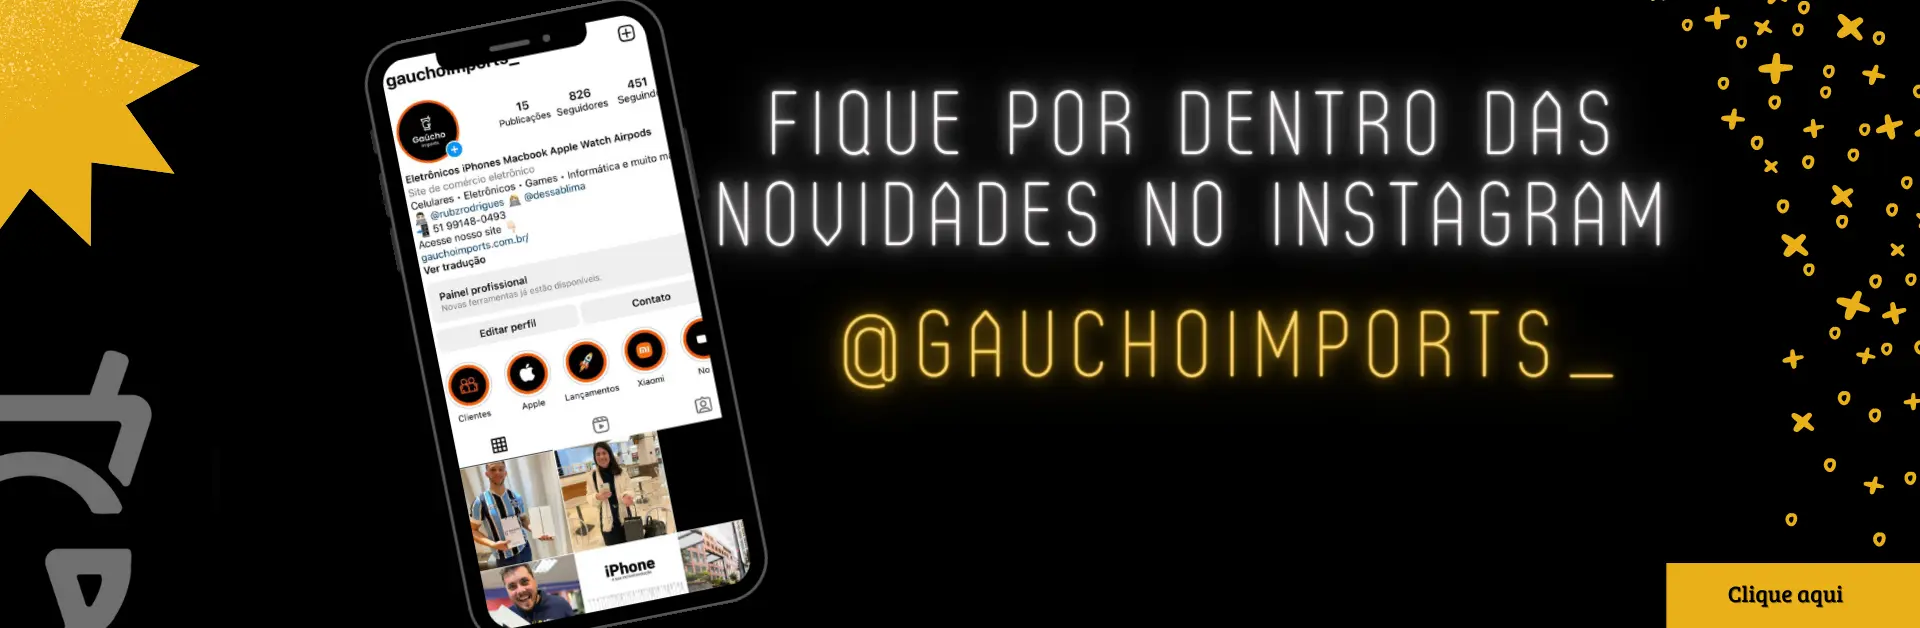 gauchoimports_
15
Publicações
826
Seguidores
451
Seguind
Gaúcho
imports
Eletrônicos iPhones Macbook Apple Watch Airpods
Site de comércio eletrônico
Celulares • Eletrônicos • Games • Informática e muito ma
@rubzrodrigues @dessablima
51 99148-0493
Acesse nosso site
gauchoimports.com.br/
Ver tradução
Painel profissional
Novas ferramentas já estão disponíveis.
Editar perfil
Contato
Clientes
Apple
Lançamentos
Xiaomi
No
iPhone
FIQUE POR DENTRO DAS
NOVIDADES NO INSTAGRAM
@GAUCHOIMPORTS_
Clique aqui